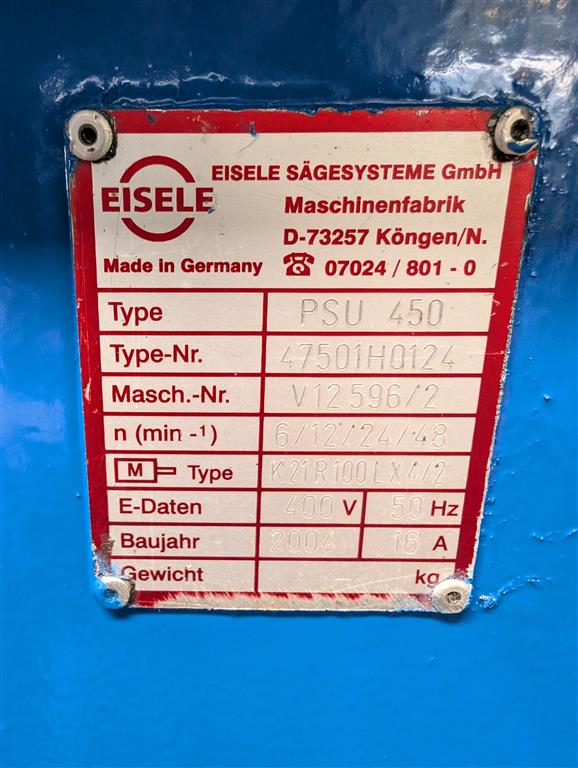 EISELE
EISELE SÄGESYSTEME GmbH
Maschinenfabrik
D-73257 Köngen/N.
Made in Germany ☎ 07024 / 801 - 0
Type PSU 450
Type-Nr. 47501H0124
Masch.-Nr. V12596/2
n (min -1) 6/12/24/48
M Type K21R100LX4/2
E-Daten 400 V 50 Hz
Baujahr 2004 16 A
Gewicht kg